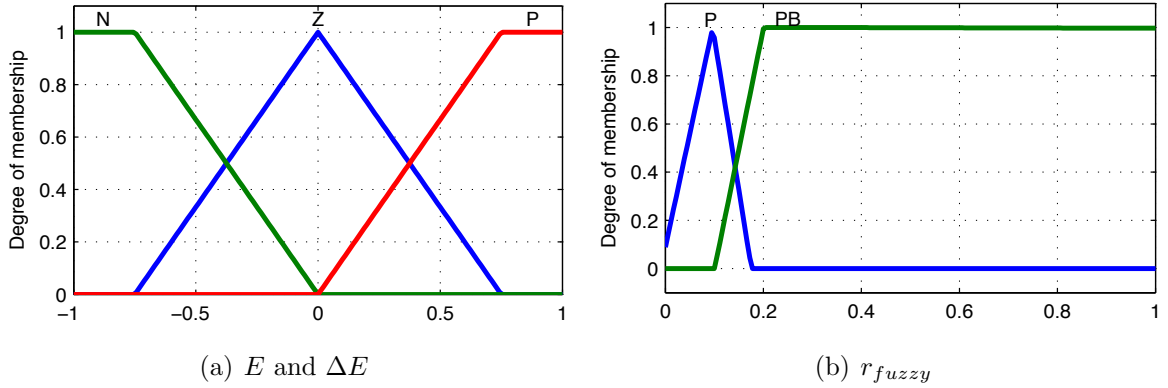 N Z P
1
0.8
0.6
0.4
0.2
0
Degree of membership
−1 −0.5 0 0.5 1
(a) E and ΔE
P PB
1
0.8
0.6
0.4
0.2
0
Degree of membership
0 0.2 0.4 0.6 0.8 1
(b) r_{fuzzy}